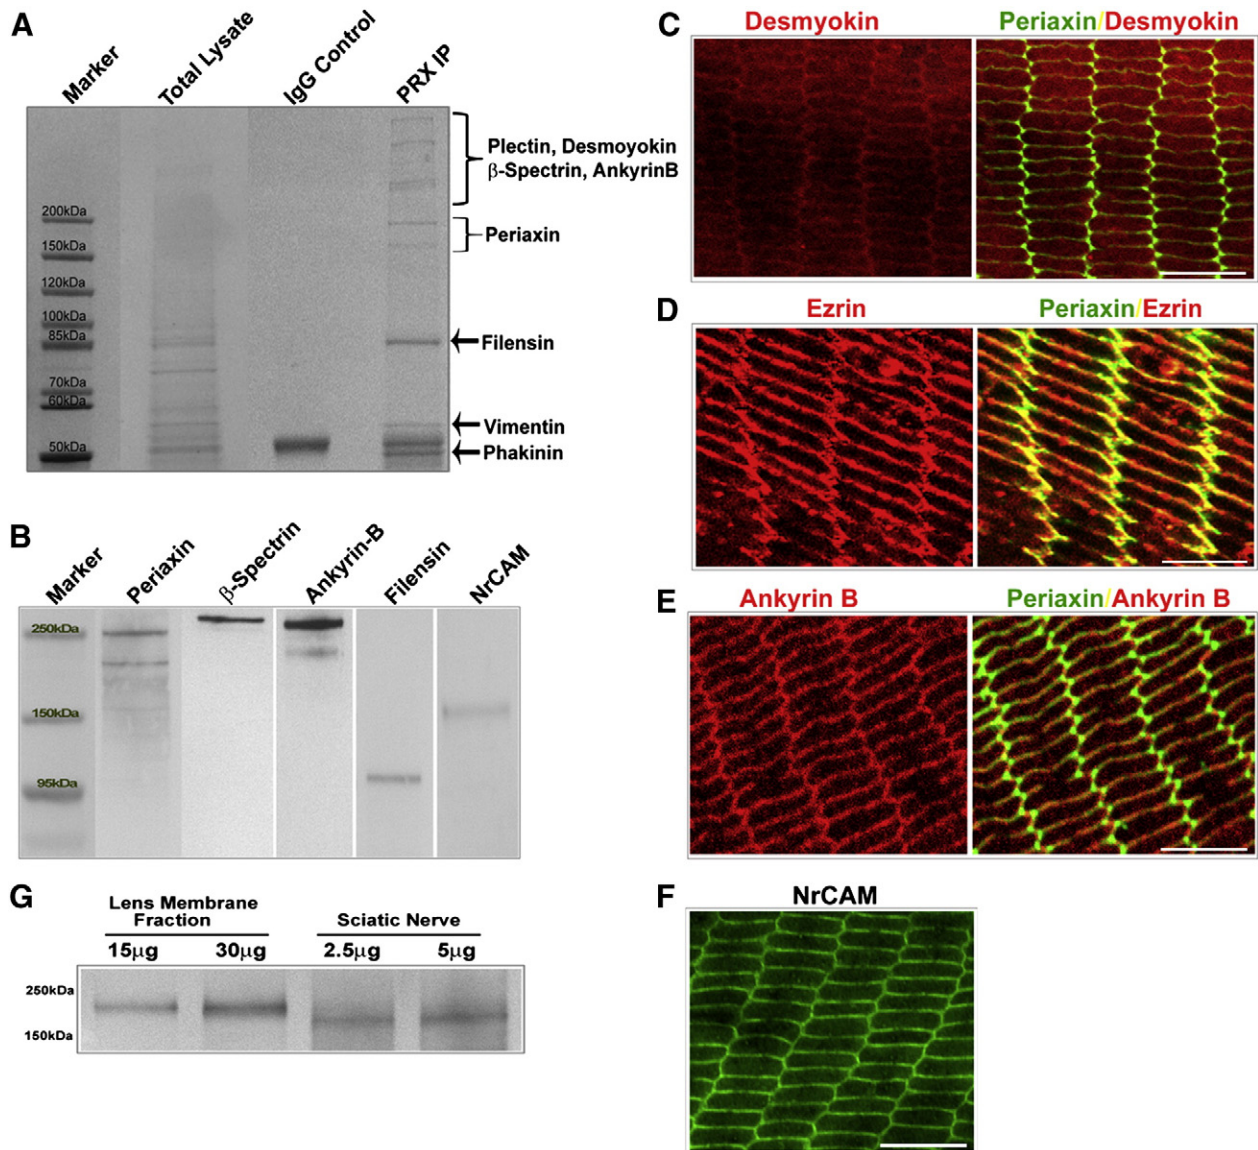 A
Marker
Total Lysate
IgG Control
PRX IP
200kDa
150kDa
120kDa
100kDa
85kDa
70kDa
60kDa
50kDa
Plectin, Desmoyokin
β-Spectrin, AnkyrinB
Periaxin
Filensin
Vimentin
Phakinin
B
Marker
Periaxin
β-Spectrin
Ankyrin-B
Filensin
NrCAM
250kDa
150kDa
95kDa
G
Lens Membrane
Fraction
Sciatic Nerve
15μg
30μg
2.5μg
5μg
250kDa
150kDa
C
Desmyokin
Periaxin/Desmyokin
D
Ezrin
Periaxin/Ezrin
E
Ankyrin B
Periaxin/Ankyrin B
F
NrCAM